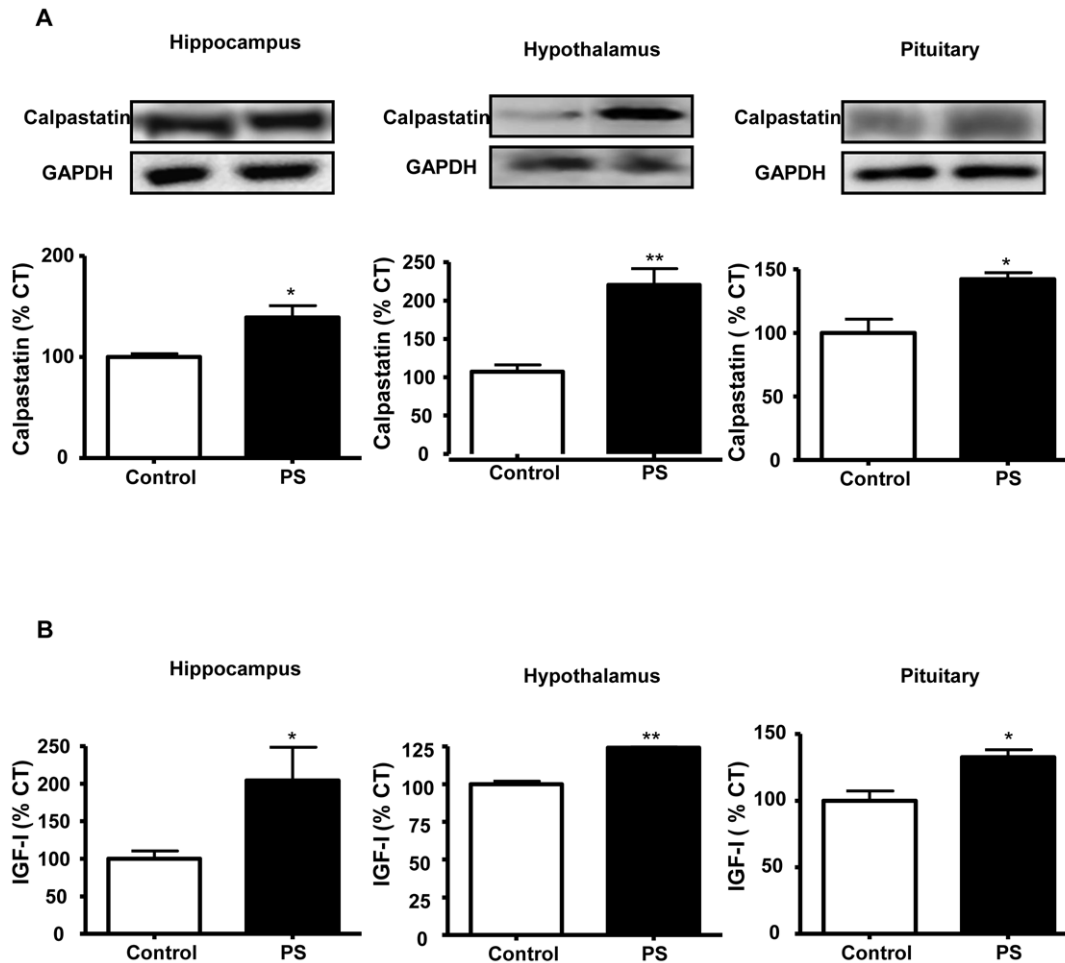 A
Hippocampus
Hypothalamus
Pituitary
Calpastatin
GAPDH
Calpastatin
GAPDH
Calpastatin
GAPDH
Calpastatin (% CT)
200
100
0
*
Control
PS
Calpastatin (% CT)
250
200
150
100
50
0
**
Control
PS
Calpastatin ( % CT)
150
100
50
0
*
Control
PS
B
Hippocampus
Hypothalamus
Pituitary
IGF-I (% CT)
250
200
150
100
50
0
*
Control
PS
IGF-I (% CT)
125
100
75
50
25
0
**
Control
PS
IGF-I ( % CT)
150
100
50
0
*
Control
PS